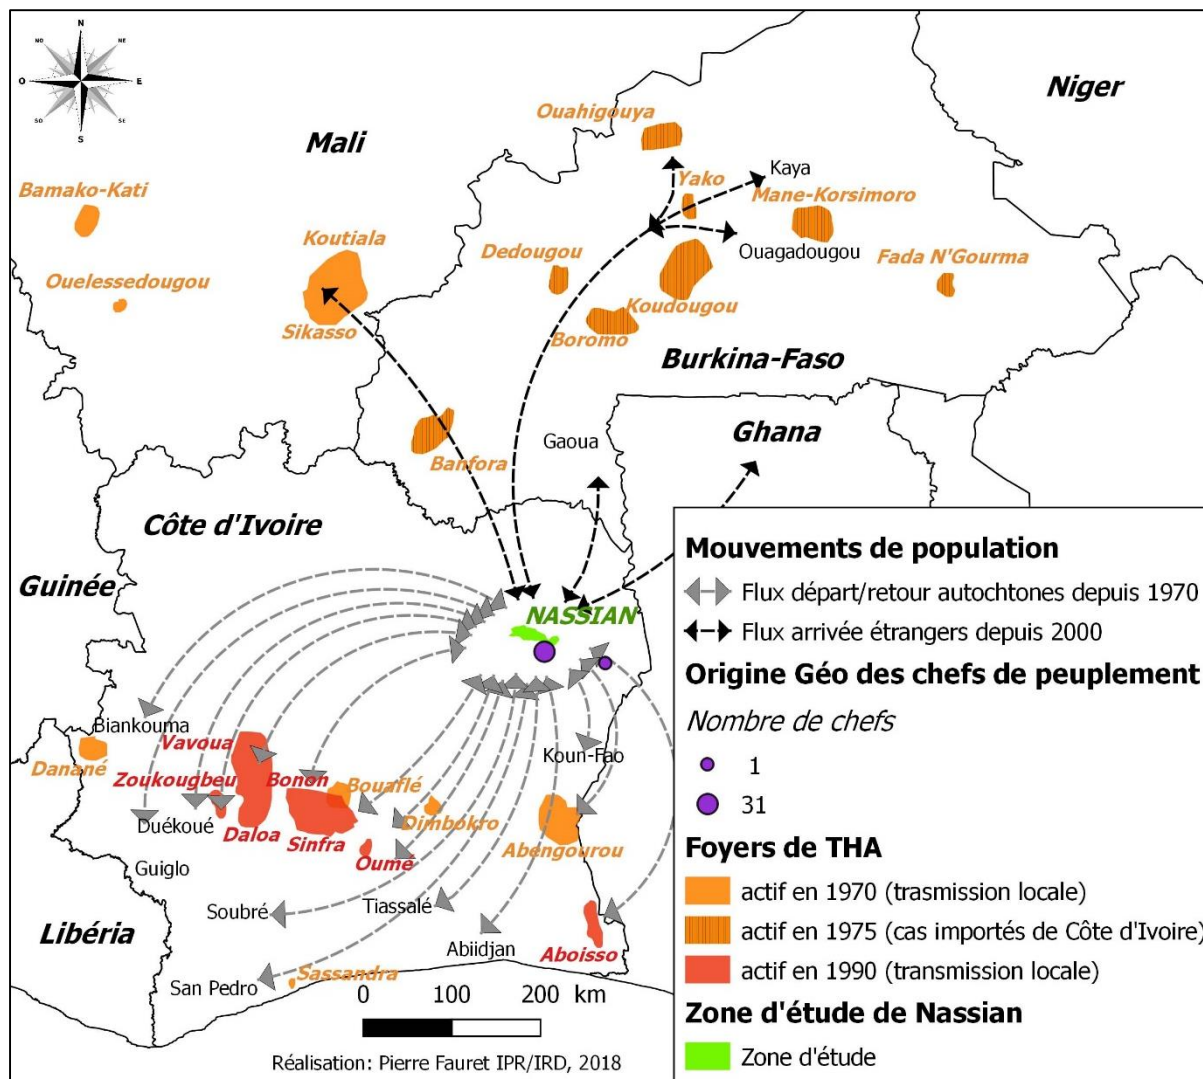 N
NO
NE
O
E
SO
SE
S
Niger
Ouahigouya
Mali
Kaya
Yako
Bamako-Kati
Mane-Korsimoro
Koutiala
Ouagadougou
Dedougou
Fada N'Gourma
Ouelessedougou
Koudougou
Sikasso
Boromo
Burkina-Faso
Ghana
Gaoua
Banfora
Côte d'Ivoire
Guinée
NASSIAN
Biankouma
Vavoua
Koun-Fao
Danané
Zoukougbeu
Bonon
Bouaflé
Duékoué
Daloa
Sinfra
Dimbokro
Oumé
Abengourou
Guiglo
Soubré
Tiassalé
Libéria
Abiidjan
Aboisso
San Pedro
Sassandra
0 100 200 km
Réalisation: Pierre Fauret IPR/IRD, 2018
Mouvements de population
Flux départ/retour autochtones depuis 1970
Flux arrivée étrangers depuis 2000
Origine Géo des chefs de peuplement
Nombre de chefs
1
31
Foyers de THA
actif en 1970 (trasmission locale)
actif en 1975 (cas importés de Côte d'Ivoire)
actif en 1990 (transmission locale)
Zone d'étude de Nassian
Zone d'étude